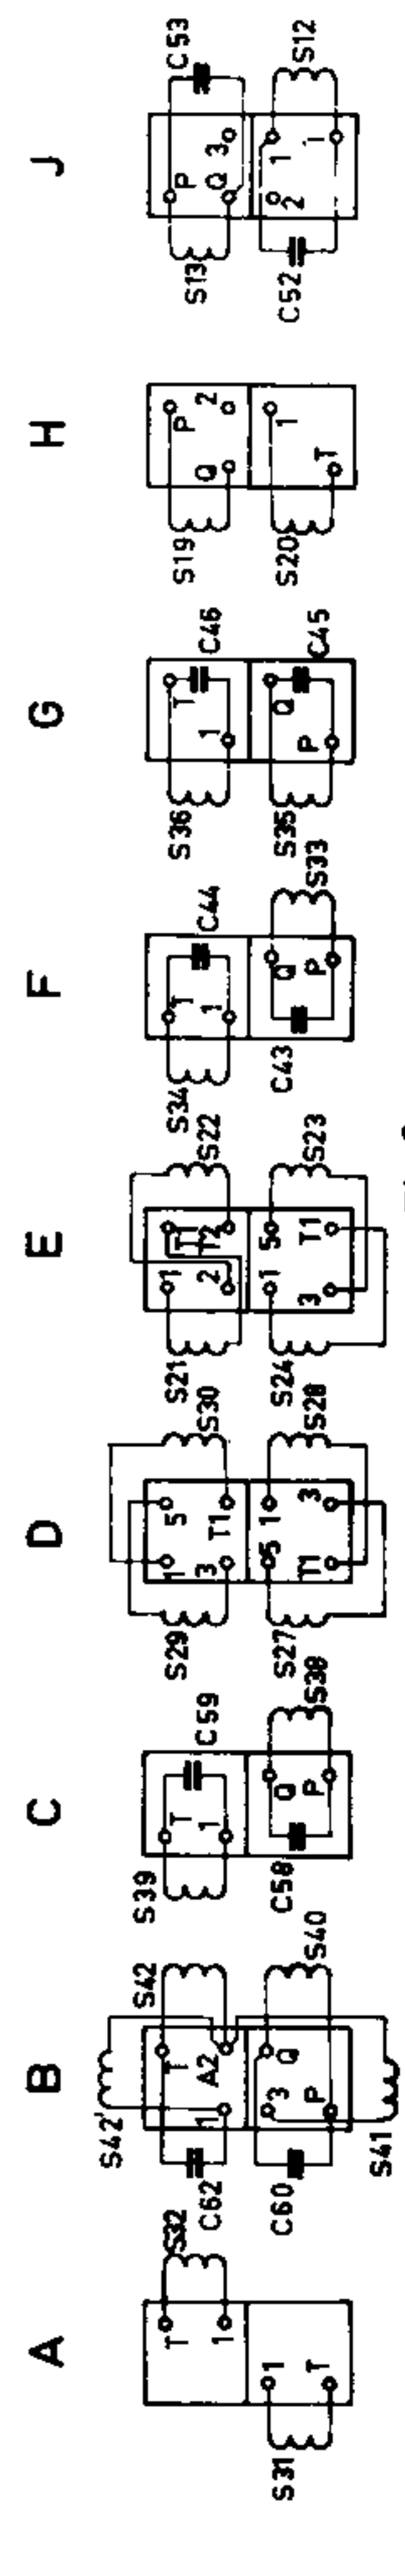 A
S32
T
1
1
T
S31
B
S42'
S42
T
A2
1
C62
Q
3
P
S40
C60
S41
C
S39
T
1
C59
Q
P
C58
S38
D
1
5
3
T1
S29
S30
5
1
T1
3
S27
S28
E
1
T1
2
T2
S21
S22
1
5
3
T1
S24
S23
F
T
1
S34
C44
Q
P
C43
S33
G
T
1
S36
C46
Q
P
S35
C45
H
P
Q
2
S19
1
T
S20
J
C53
P
Q
3
S13
S12
1
2
C52